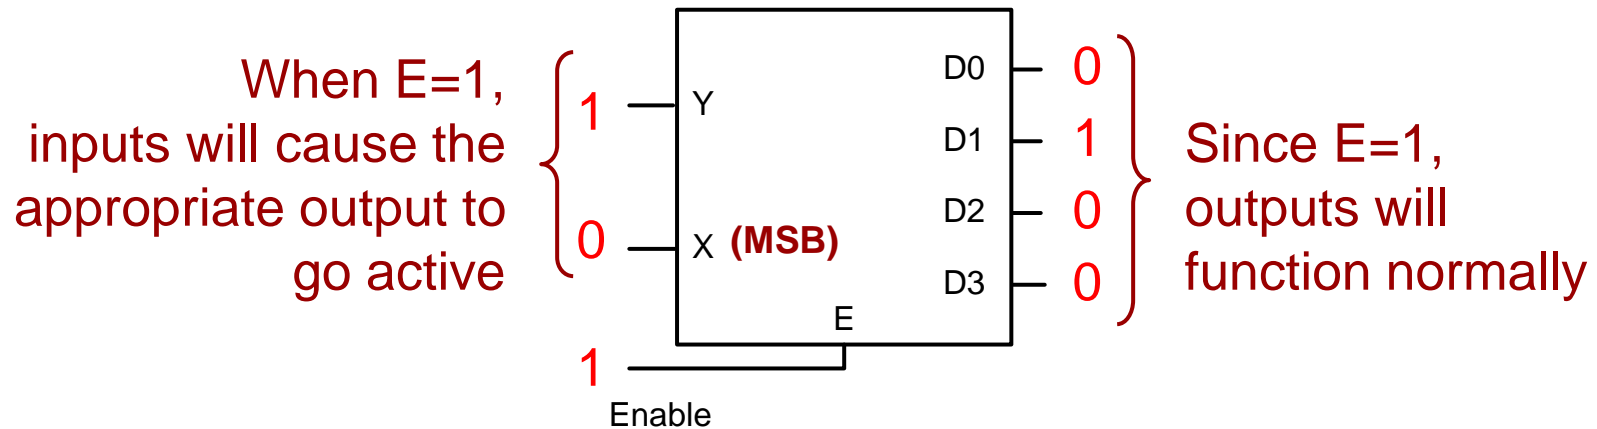 When E=1,
inputs will cause the
appropriate output to
go active
1
0
1
Enable
Y
X (MSB)
E
D0
D1
D2
D3
0
1
0
0
Since E=1,
outputs will
function normally